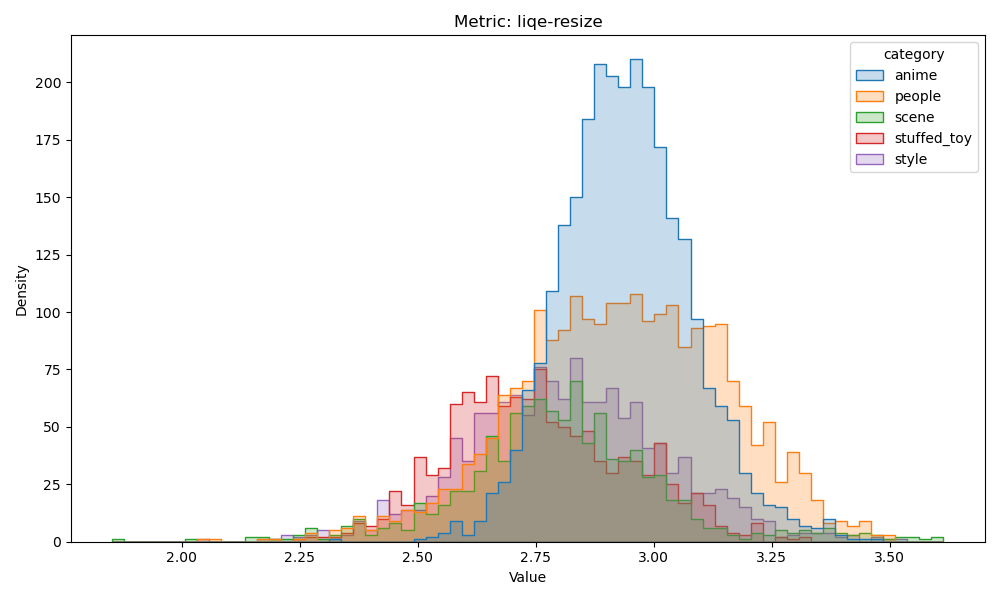 Metric: liqe-resize
category
anime
people
scene
stuffed_toy
style
Density
200
175
150
125
100
75
50
25
0
2.00 2.25 2.50 2.75 3.00 3.25 3.50
Value